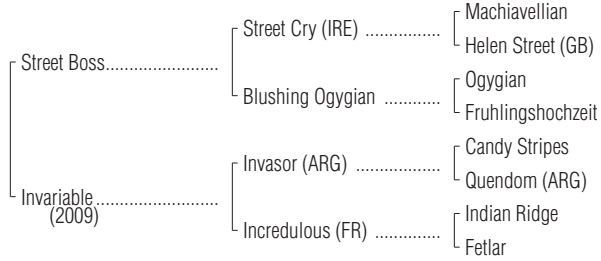 Machiavellian
Street Cry (IRE) ................
Helen Street (GB)
Street Boss........................
Ogygian
Blushing Ogygian ............
Fruhlingshochzeit
Candy Stripes
Invasor (ARG) ..................
Quendom (ARG)
Invariable..........................
(2009)
Indian Ridge
Incredulous (FR) ..............
Fetlar